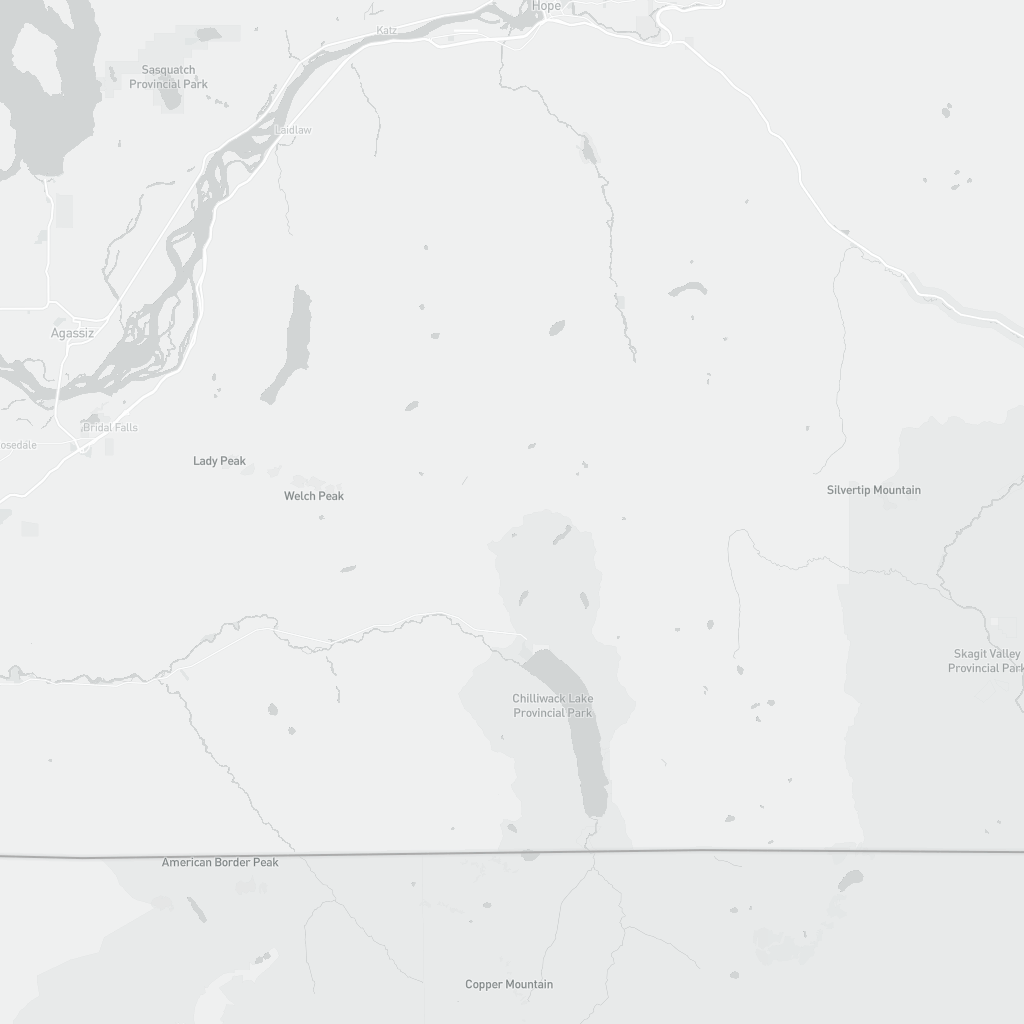 Hope
Katz
Sasquatch
Provincial Park
Laidlaw
Agassiz
Bridal Falls
osedale
Lady Peak
Welch Peak
Silvertip Mountain
Skagit Valley
Provincial Park
Chilliwack Lake
Provincial Park
American Border Peak
Copper Mountain